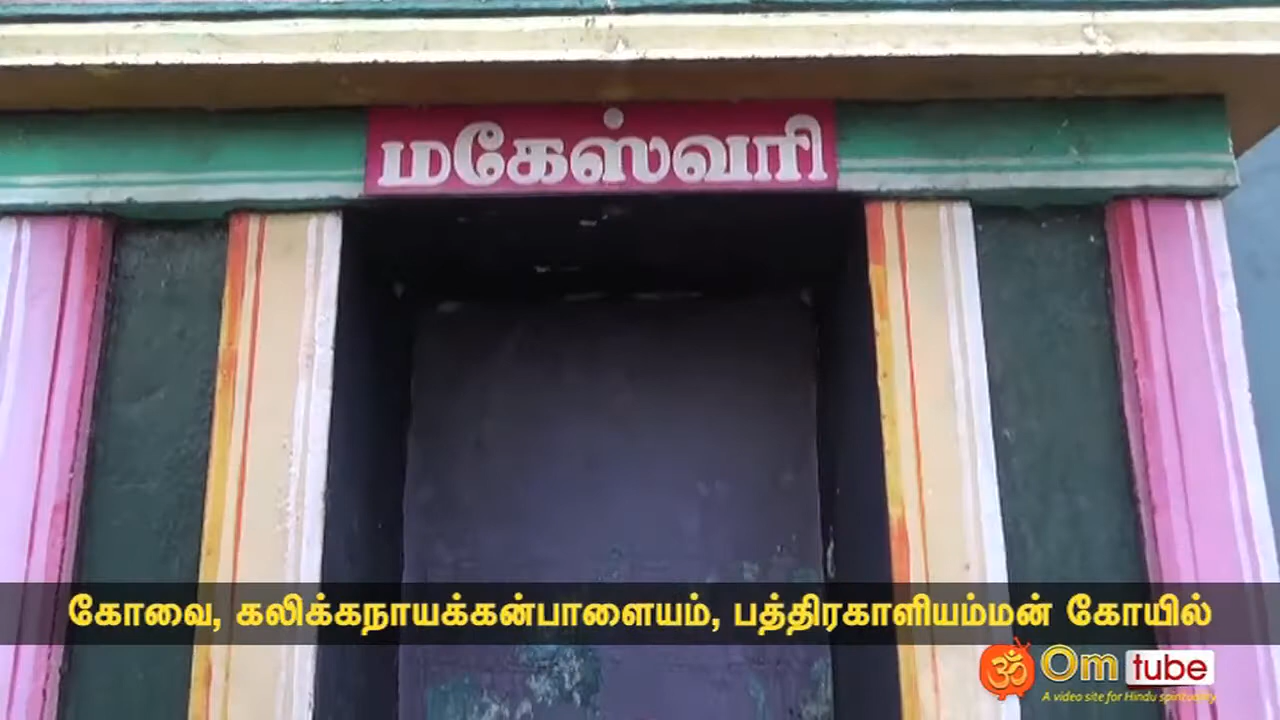 மகேஸ்வரி
கோவை, கலிக்கநாயக்கன்பாளையம், பத்திரகாளியம்மன் கோயில்
ॐ Om tube
A video site for Hindu spirituality